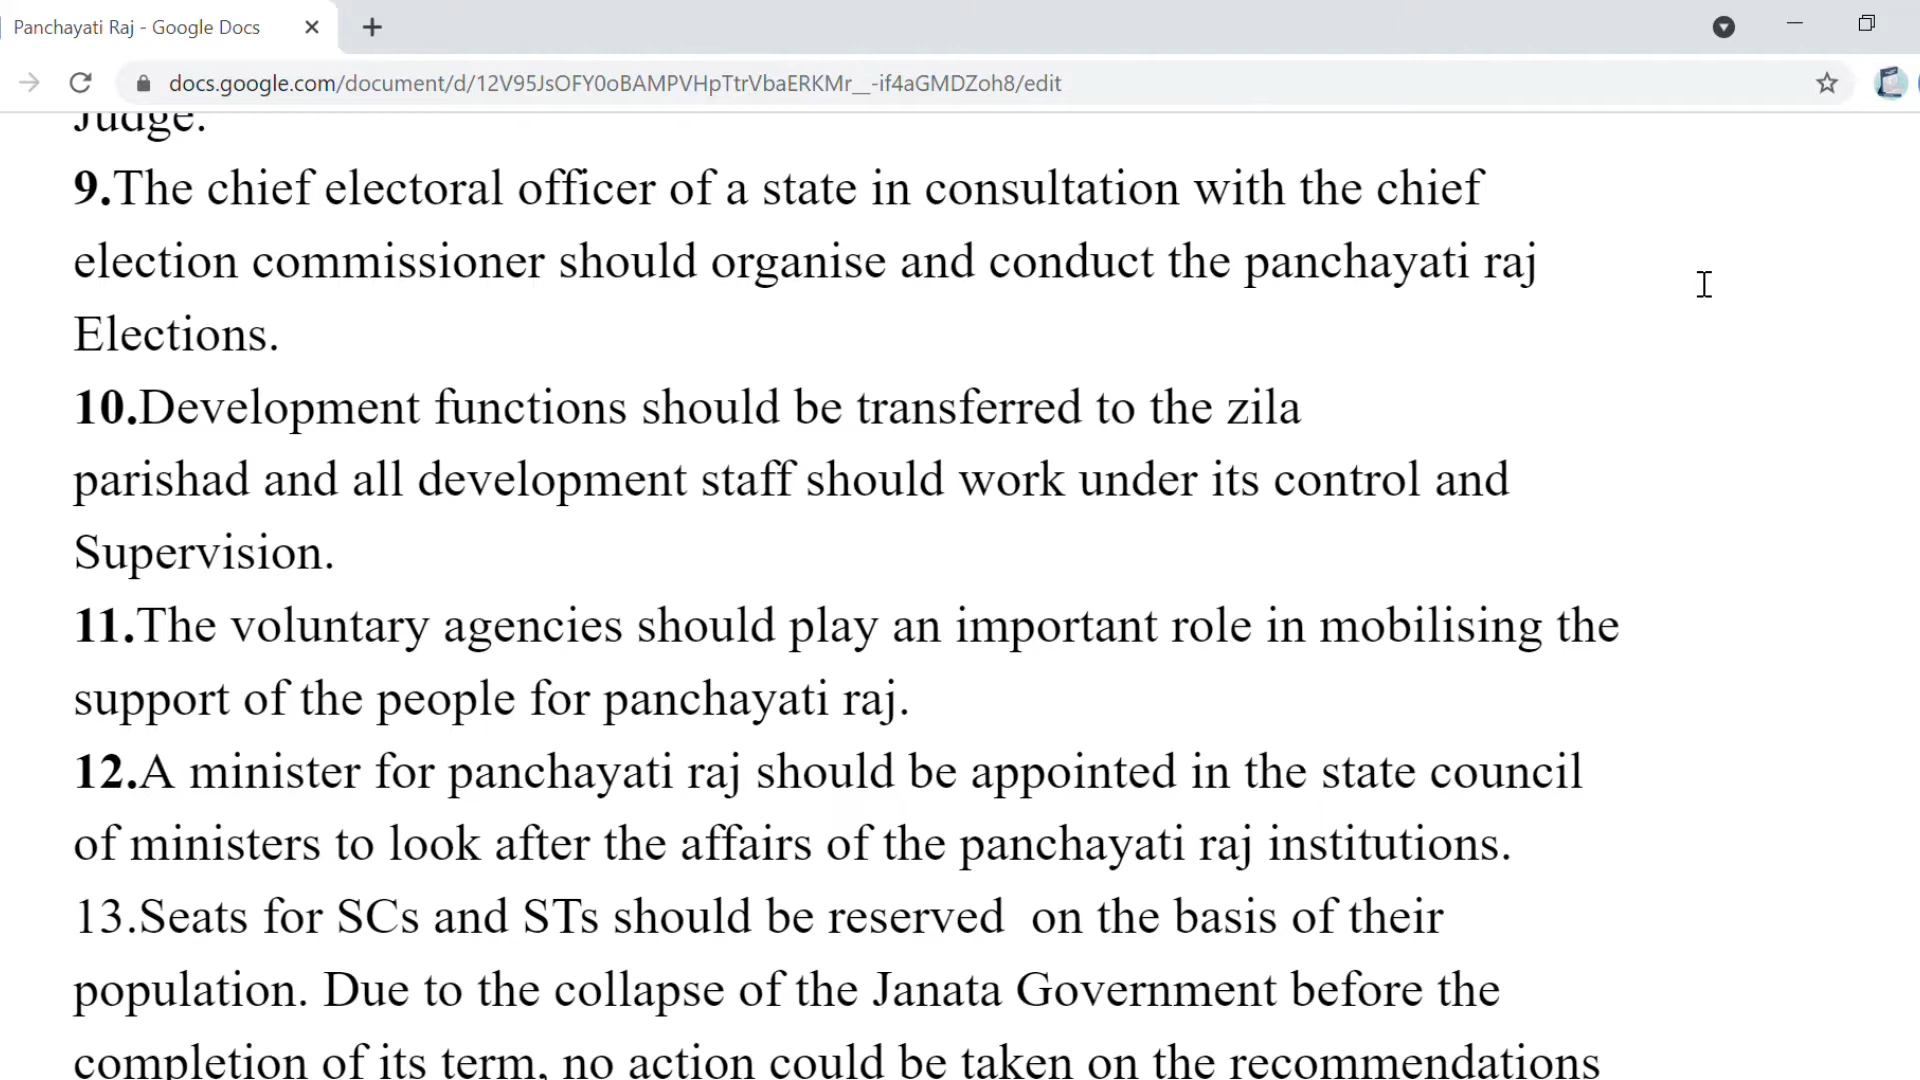 Panchayati Raj - Google Docs
docs.google.com/document/d/12V95JsOFY0oBAMPVHpTtrVbaERKMr__-if4aGMDZoh8/edit
Judge.
9.The chief electoral officer of a state in consultation with the chief
election commissioner should organise and conduct the panchayati raj
Elections.
10.Development functions should be transferred to the zila
parishad and all development staff should work under its control and
Supervision.
11.The voluntary agencies should play an important role in mobilising the
support of the people for panchayati raj.
12.A minister for panchayati raj should be appointed in the state council
of ministers to look after the affairs of the panchayati raj institutions.
13.Seats for SCs and STs should be reserved  on the basis of their
population. Due to the collapse of the Janata Government before the
completion of its term, no action could be taken on the recommendations